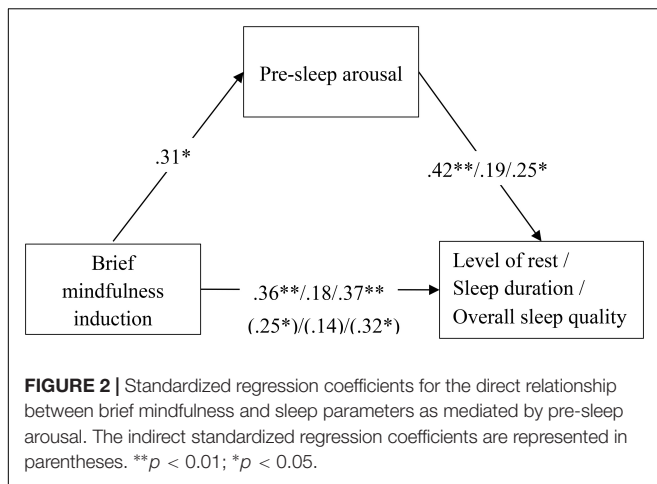 Pre-sleep arousal
.31*
.42**/.19/.25*
Brief
mindfulness
induction
.36**/.18/.37**
(.25*)/(.14)/(.32*)
Level of rest /
Sleep duration /
Overall sleep quality
FIGURE 2 | Standardized regression coefficients for the direct relationship
between brief mindfulness and sleep parameters as mediated by pre-sleep
arousal. The indirect standardized regression coefficients are represented in
parentheses. **p < 0.01; *p < 0.05.